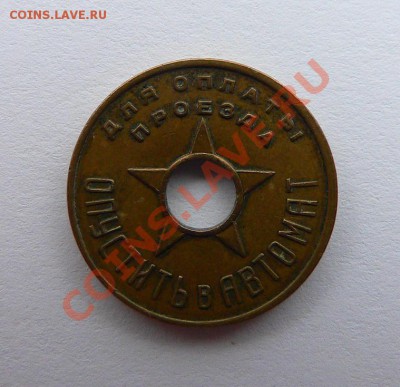 COINS.LAVE.RU
ДЛЯ ОПЛАТЫ
ПРОЕЗДА
ОПУСТИТЬ В АВТОМАТ
COINS.LAVE.RU